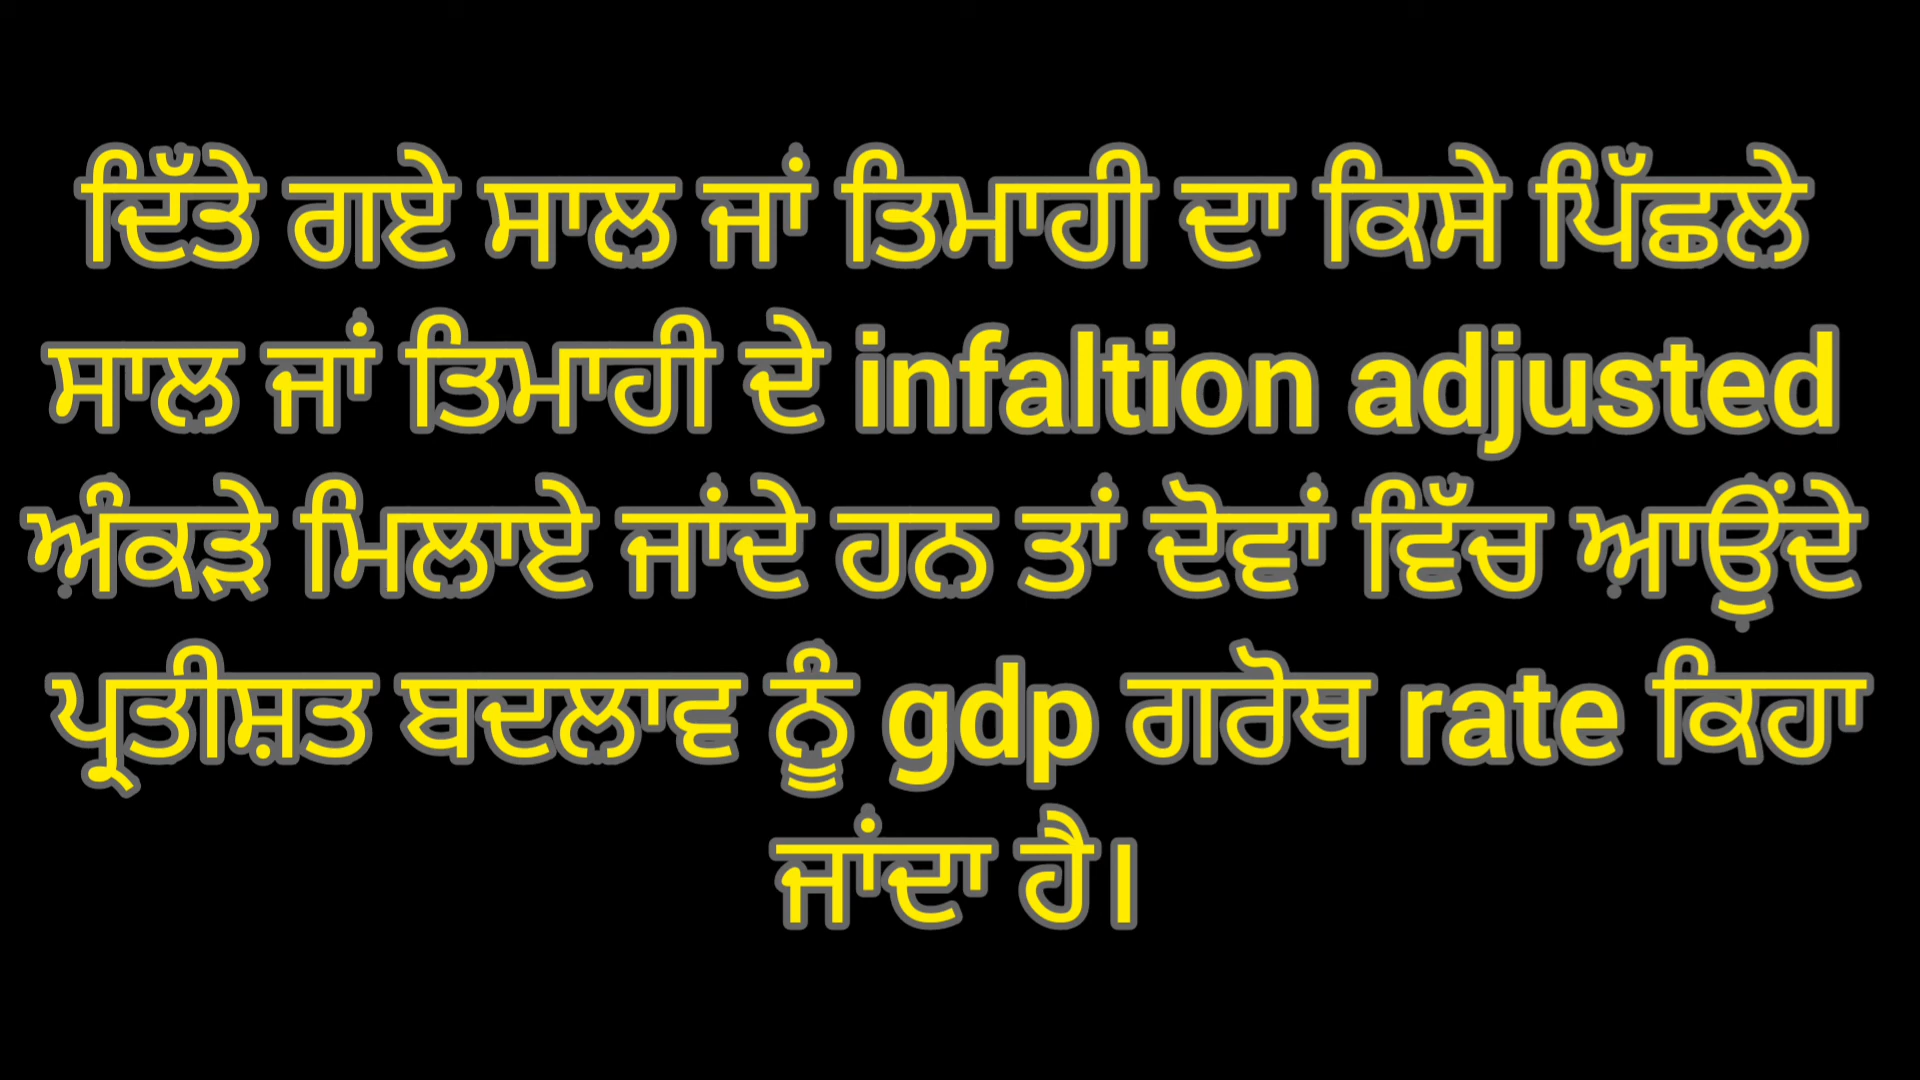 ਦਿੱਤੇ ਗਏ ਸਾਲ ਜਾਂ ਤਿਮਾਹੀ ਦਾ ਕਿਸੇ ਪਿੱਛਲੇ
ਸਾਲ ਜਾਂ ਤਿਮਾਹੀ ਦੇ infaltion adjusted
ਅੰਕੜੇ ਮਿਲਾਏ ਜਾਂਦੇ ਹਨ ਤਾਂ ਦੋਵਾਂ ਵਿੱਚ ਆਉਂਦੇ
ਪ੍ਰਤੀਸ਼ਤ ਬਦਲਾਵ ਨੂੰ gdp ਗਰੋਥ rate ਕਿਹਾ
ਜਾਂਦਾ ਹੈ।